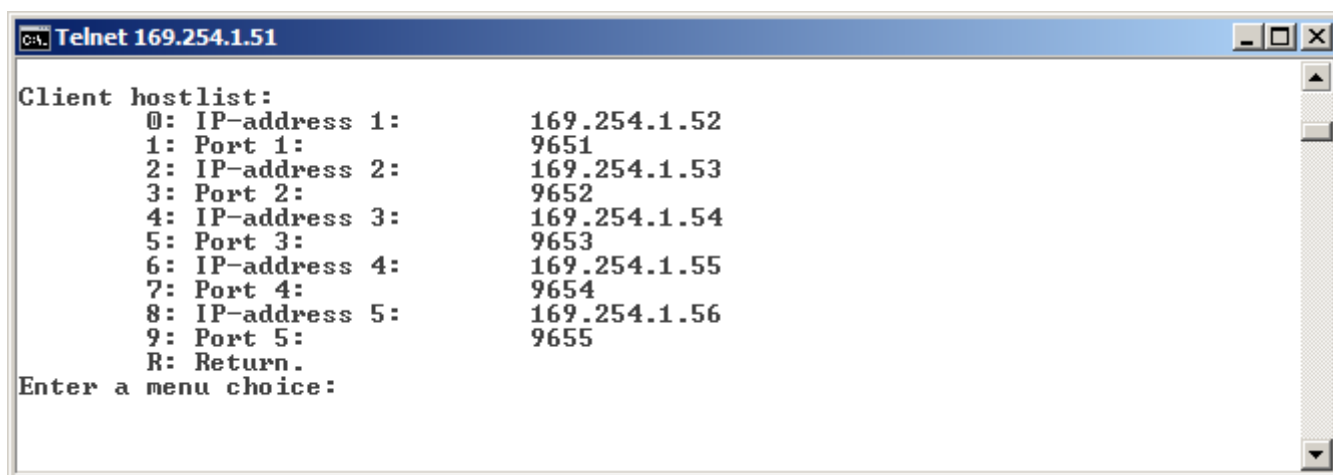 Telnet 169.254.1.51
Client hostlist:
0: IP-address 1: 169.254.1.52
1: Port 1: 9651
2: IP-address 2: 169.254.1.53
3: Port 2: 9652
4: IP-address 3: 169.254.1.54
5: Port 3: 9653
6: IP-address 4: 169.254.1.55
7: Port 4: 9654
8: IP-address 5: 169.254.1.56
9: Port 5: 9655
R: Return.
Enter a menu choice: